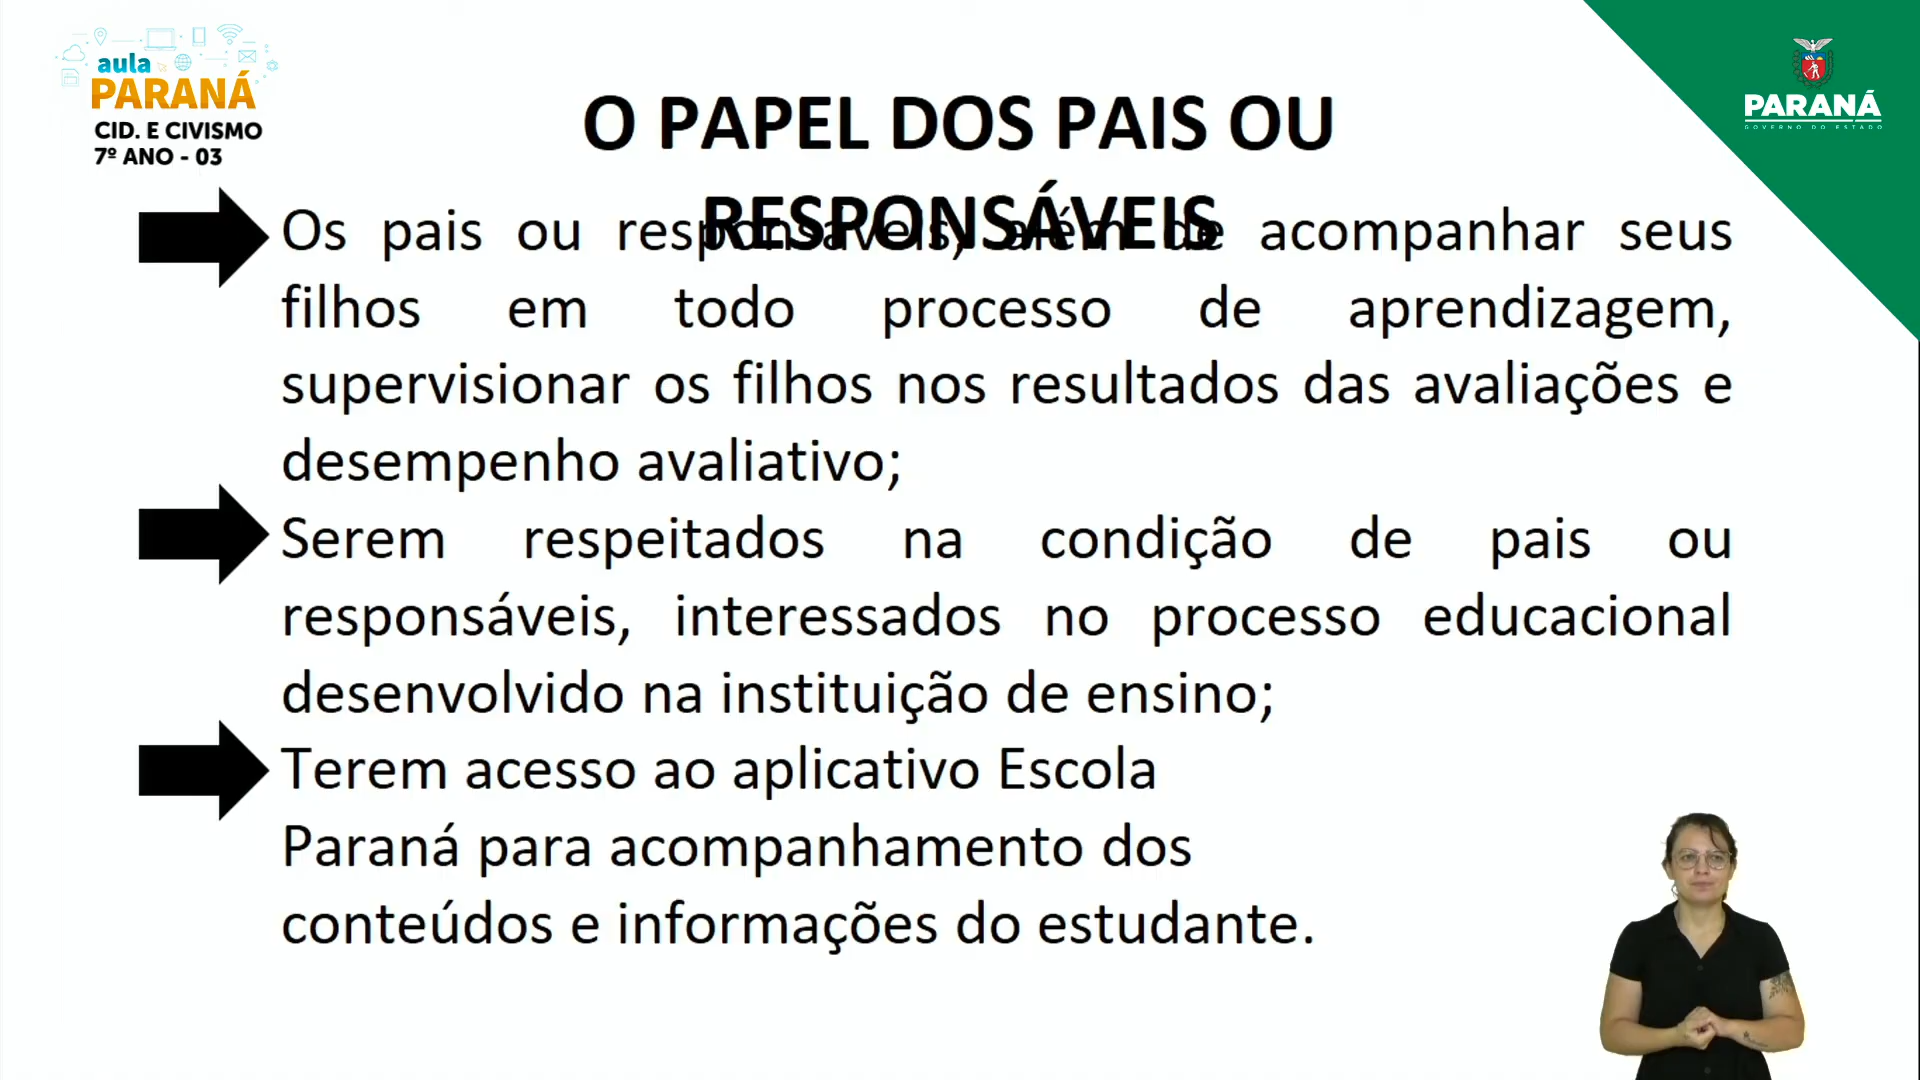 aula
PARANÁ
CID. E CIVISMO
7º ANO - 03
PARANÁ
GOVERNO DO ESTADO
O PAPEL DOS PAIS OU
RESPONSÁVEIS
Os pais ou responsáveis, além de acompanhar seus
filhos em todo processo de aprendizagem,
supervisionar os filhos nos resultados das avaliações e
desempenho avaliativo;
Serem respeitados na condição de pais ou
responsáveis, interessados no processo educacional
desenvolvido na instituição de ensino;
Terem acesso ao aplicativo Escola
Paraná para acompanhamento dos
conteúdos e informações do estudante.